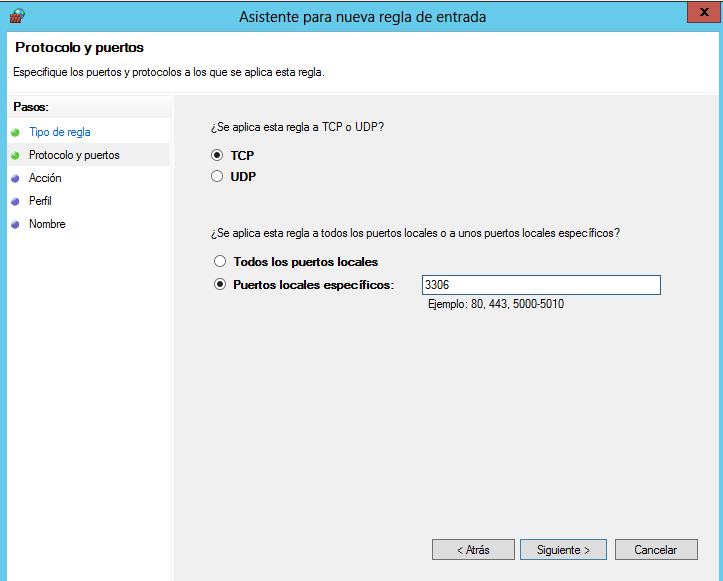 Asistente para nueva regla de entrada
x
Protocolo y puertos
Especifique los puertos y protocolos a los que se aplica esta regla.
Pasos:
Tipo de regla
Protocolo y puertos
Acción
Perfil
Nombre
¿Se aplica esta regla a TCP o UDP?
TCP
UDP
¿Se aplica esta regla a todos los puertos locales o a unos puertos locales específicos?
Todos los puertos locales
Puertos locales específicos: 3306
Ejemplo: 80, 443, 5000-5010
< Atrás Siguiente > Cancelar